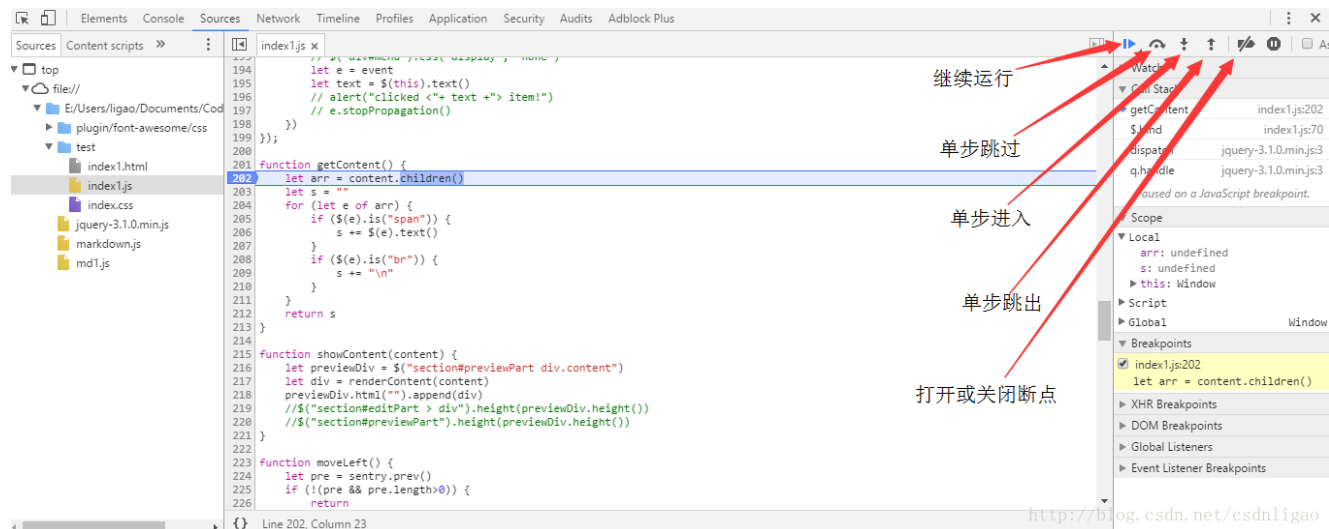 Elements Console Sources Network Timeline Profiles Application Security Audits Adblock Plus
Sources Content scripts »
index1.js ×
top
file://
E:/Users/ligao/Documents/Cod
plugin/font-awesome/css
test
index1.html
index1.js
index.css
jquery-3.1.0.min.js
markdown.js
md1.js
194 let e = event
195 let text = $(this).text()
196 // alert("clicked <"+ text +"> item!")
197 // e.stopPropagation()
198 })
199 });
200
201 function getContent() {
202 let arr = content.children()
203 let s = ""
204 for (let e of arr) {
205 if ($(e).is("span")) {
206 s += $(e).text()
207 }
208 if ($(e).is("br")) {
209 s += "\n"
210 }
211 }
212 return s
213 }
214
215 function showContent(content) {
216 let previewDiv = $("section#previewPart div.content")
217 let div = renderContent(content)
218 previewDiv.html("").append(div)
219 //$("section#editPart > div").height(previewDiv.height())
220 //$("section#previewPart").height(previewDiv.height())
221 }
222
223 function moveLeft() {
224 let pre = sentry.prev()
225 if (!(pre && pre.length>0)) {
226 return
{} Line 202, Column 23
继续运行
单步跳过
单步进入
单步跳出
打开或关闭断点
As
Watch
Call Stack
getContent index1.js:202
index1.js:70
dispatch jquery-3.1.0.min.js:3
q.handle jquery-3.1.0.min.js:3
aused on a JavaScript breakpoint.
Scope
Local
arr: undefined
s: undefined
this: Window
Script
Global Window
Breakpoints
index1.js:202
let arr = content.children()
XHR Breakpoints
DOM Breakpoints
Global Listeners
Event Listener Breakpoints
http://blog.csdn.net/csdnligao